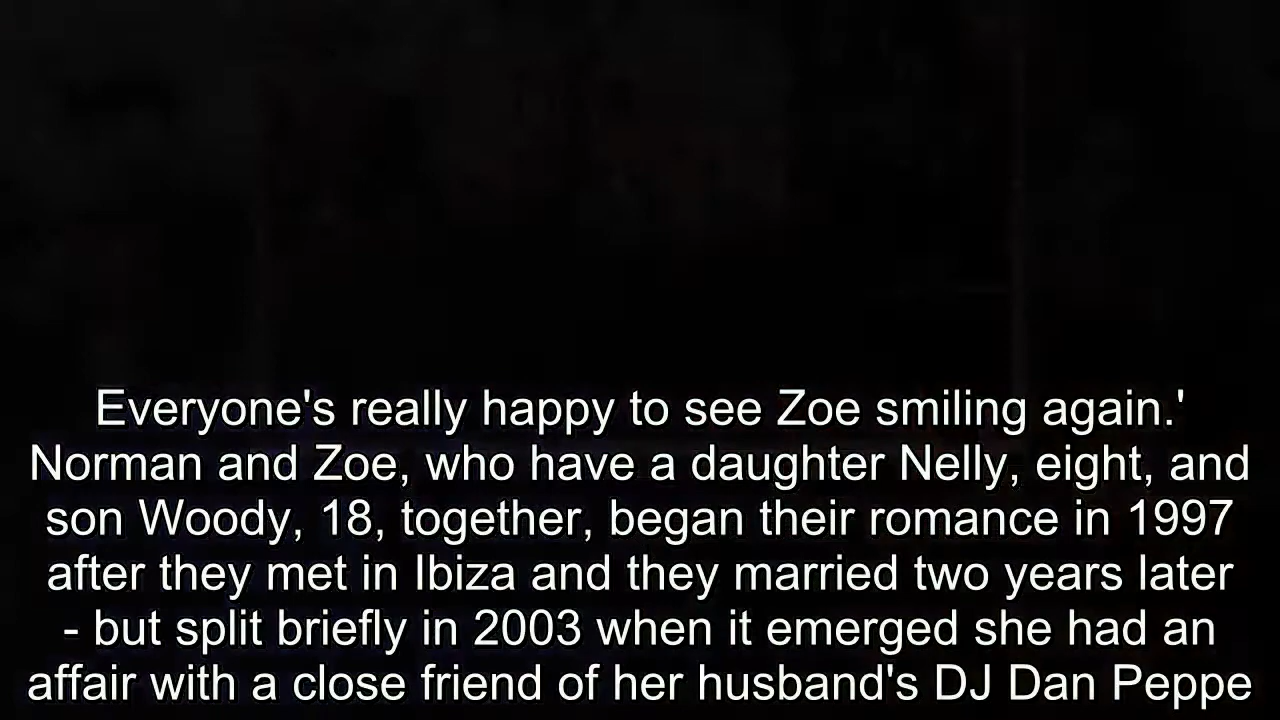 Everyone's really happy to see Zoe smiling again.'
Norman and Zoe, who have a daughter Nelly, eight, and
son Woody, 18, together, began their romance in 1997
after they met in Ibiza and they married two years later
- but split briefly in 2003 when it emerged she had an
affair with a close friend of her husband's DJ Dan Peppe